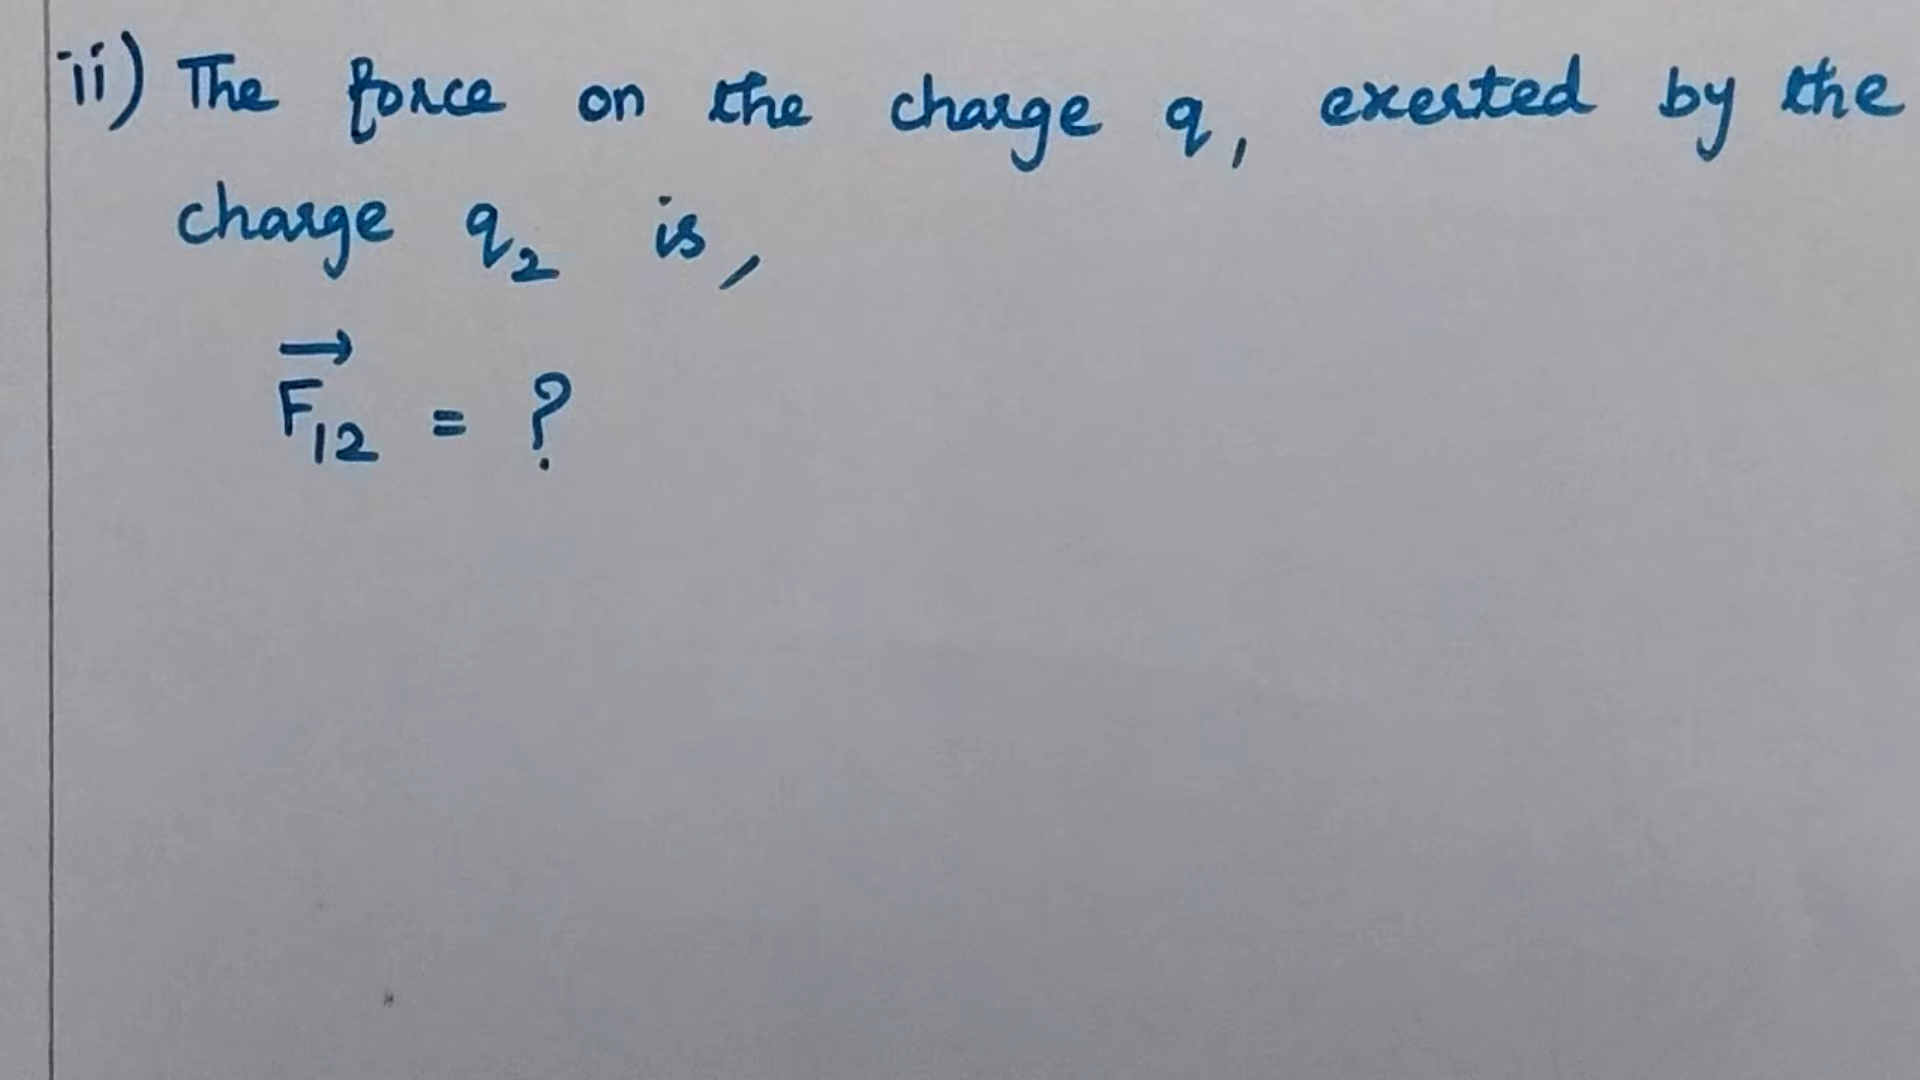 ii) The force on the charge q₁ exerted by the
charge q₂ is,
F⃗₁₂ = ?